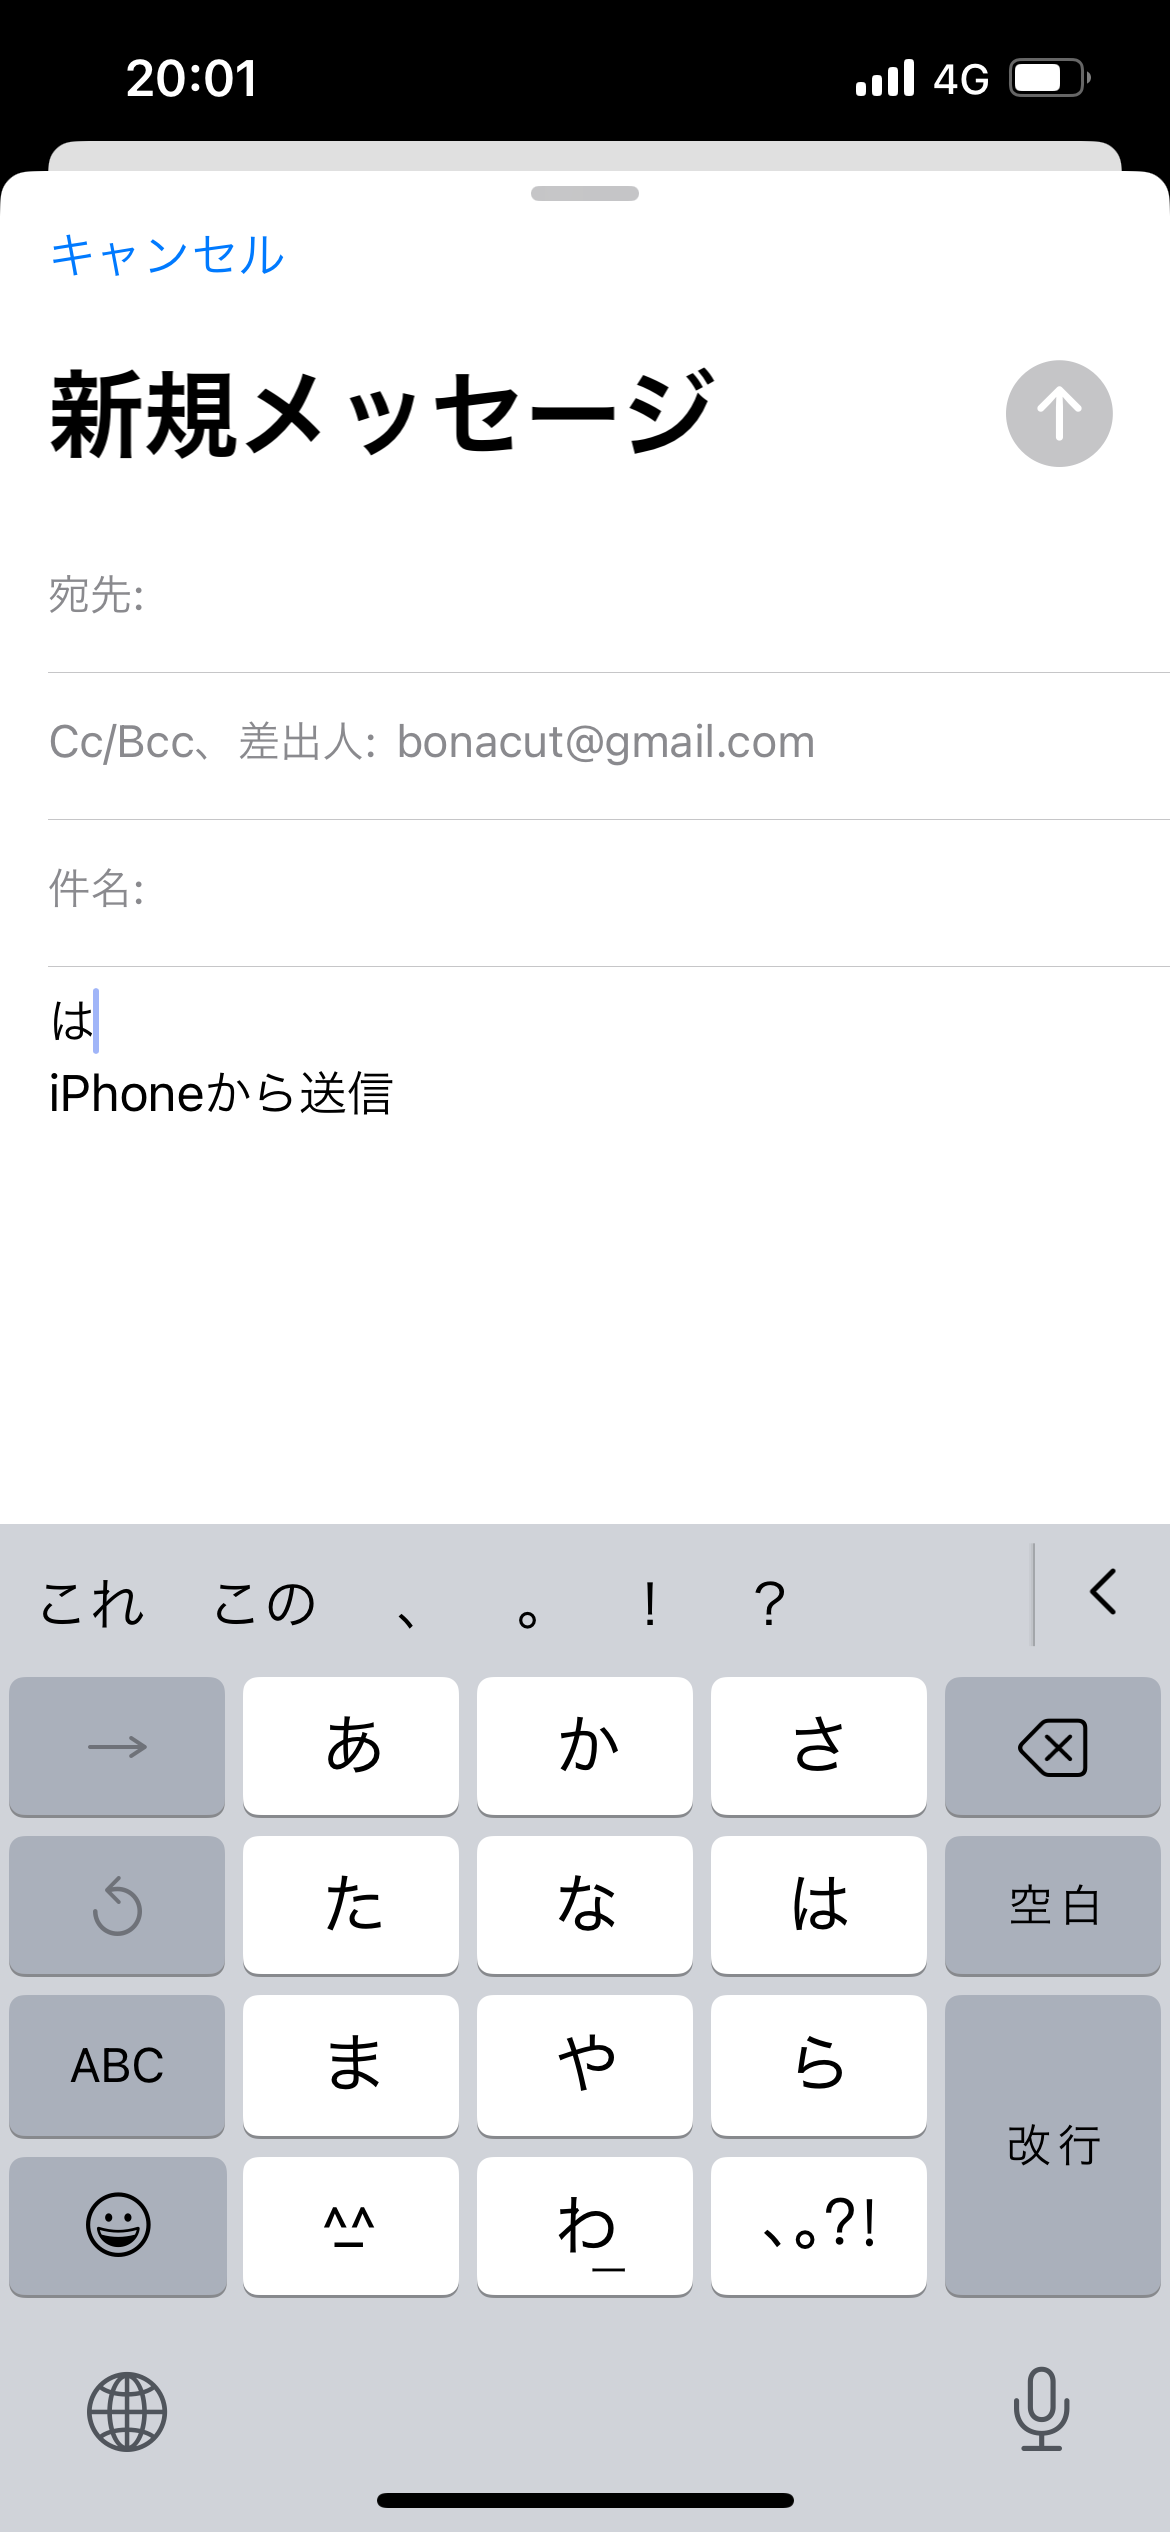 20:01 4G
キャンセル
新規メッセージ
宛先:
Cc/Bcc、差出人: bonacut@gmail.com
件名:
は
iPhoneから送信
これ この 、 。 ! ?
→ あ か さ
た な は 空白
ABC ま や ら 改行
^_^ わ_ 、。?!